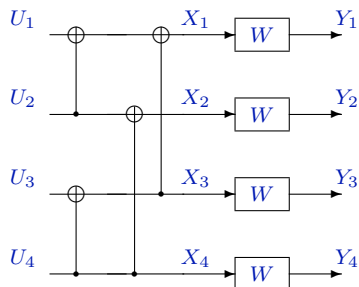 U₁ X₁ W Y₁
U₂ X₂ W Y₂
U₃ X₃ W Y₃
U₄ X₄ W Y₄